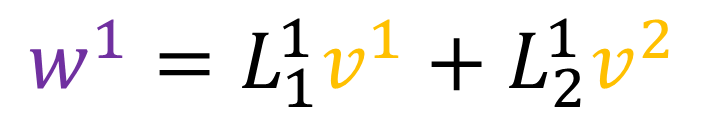 w¹ = L¹₁v¹ + L¹₂v²